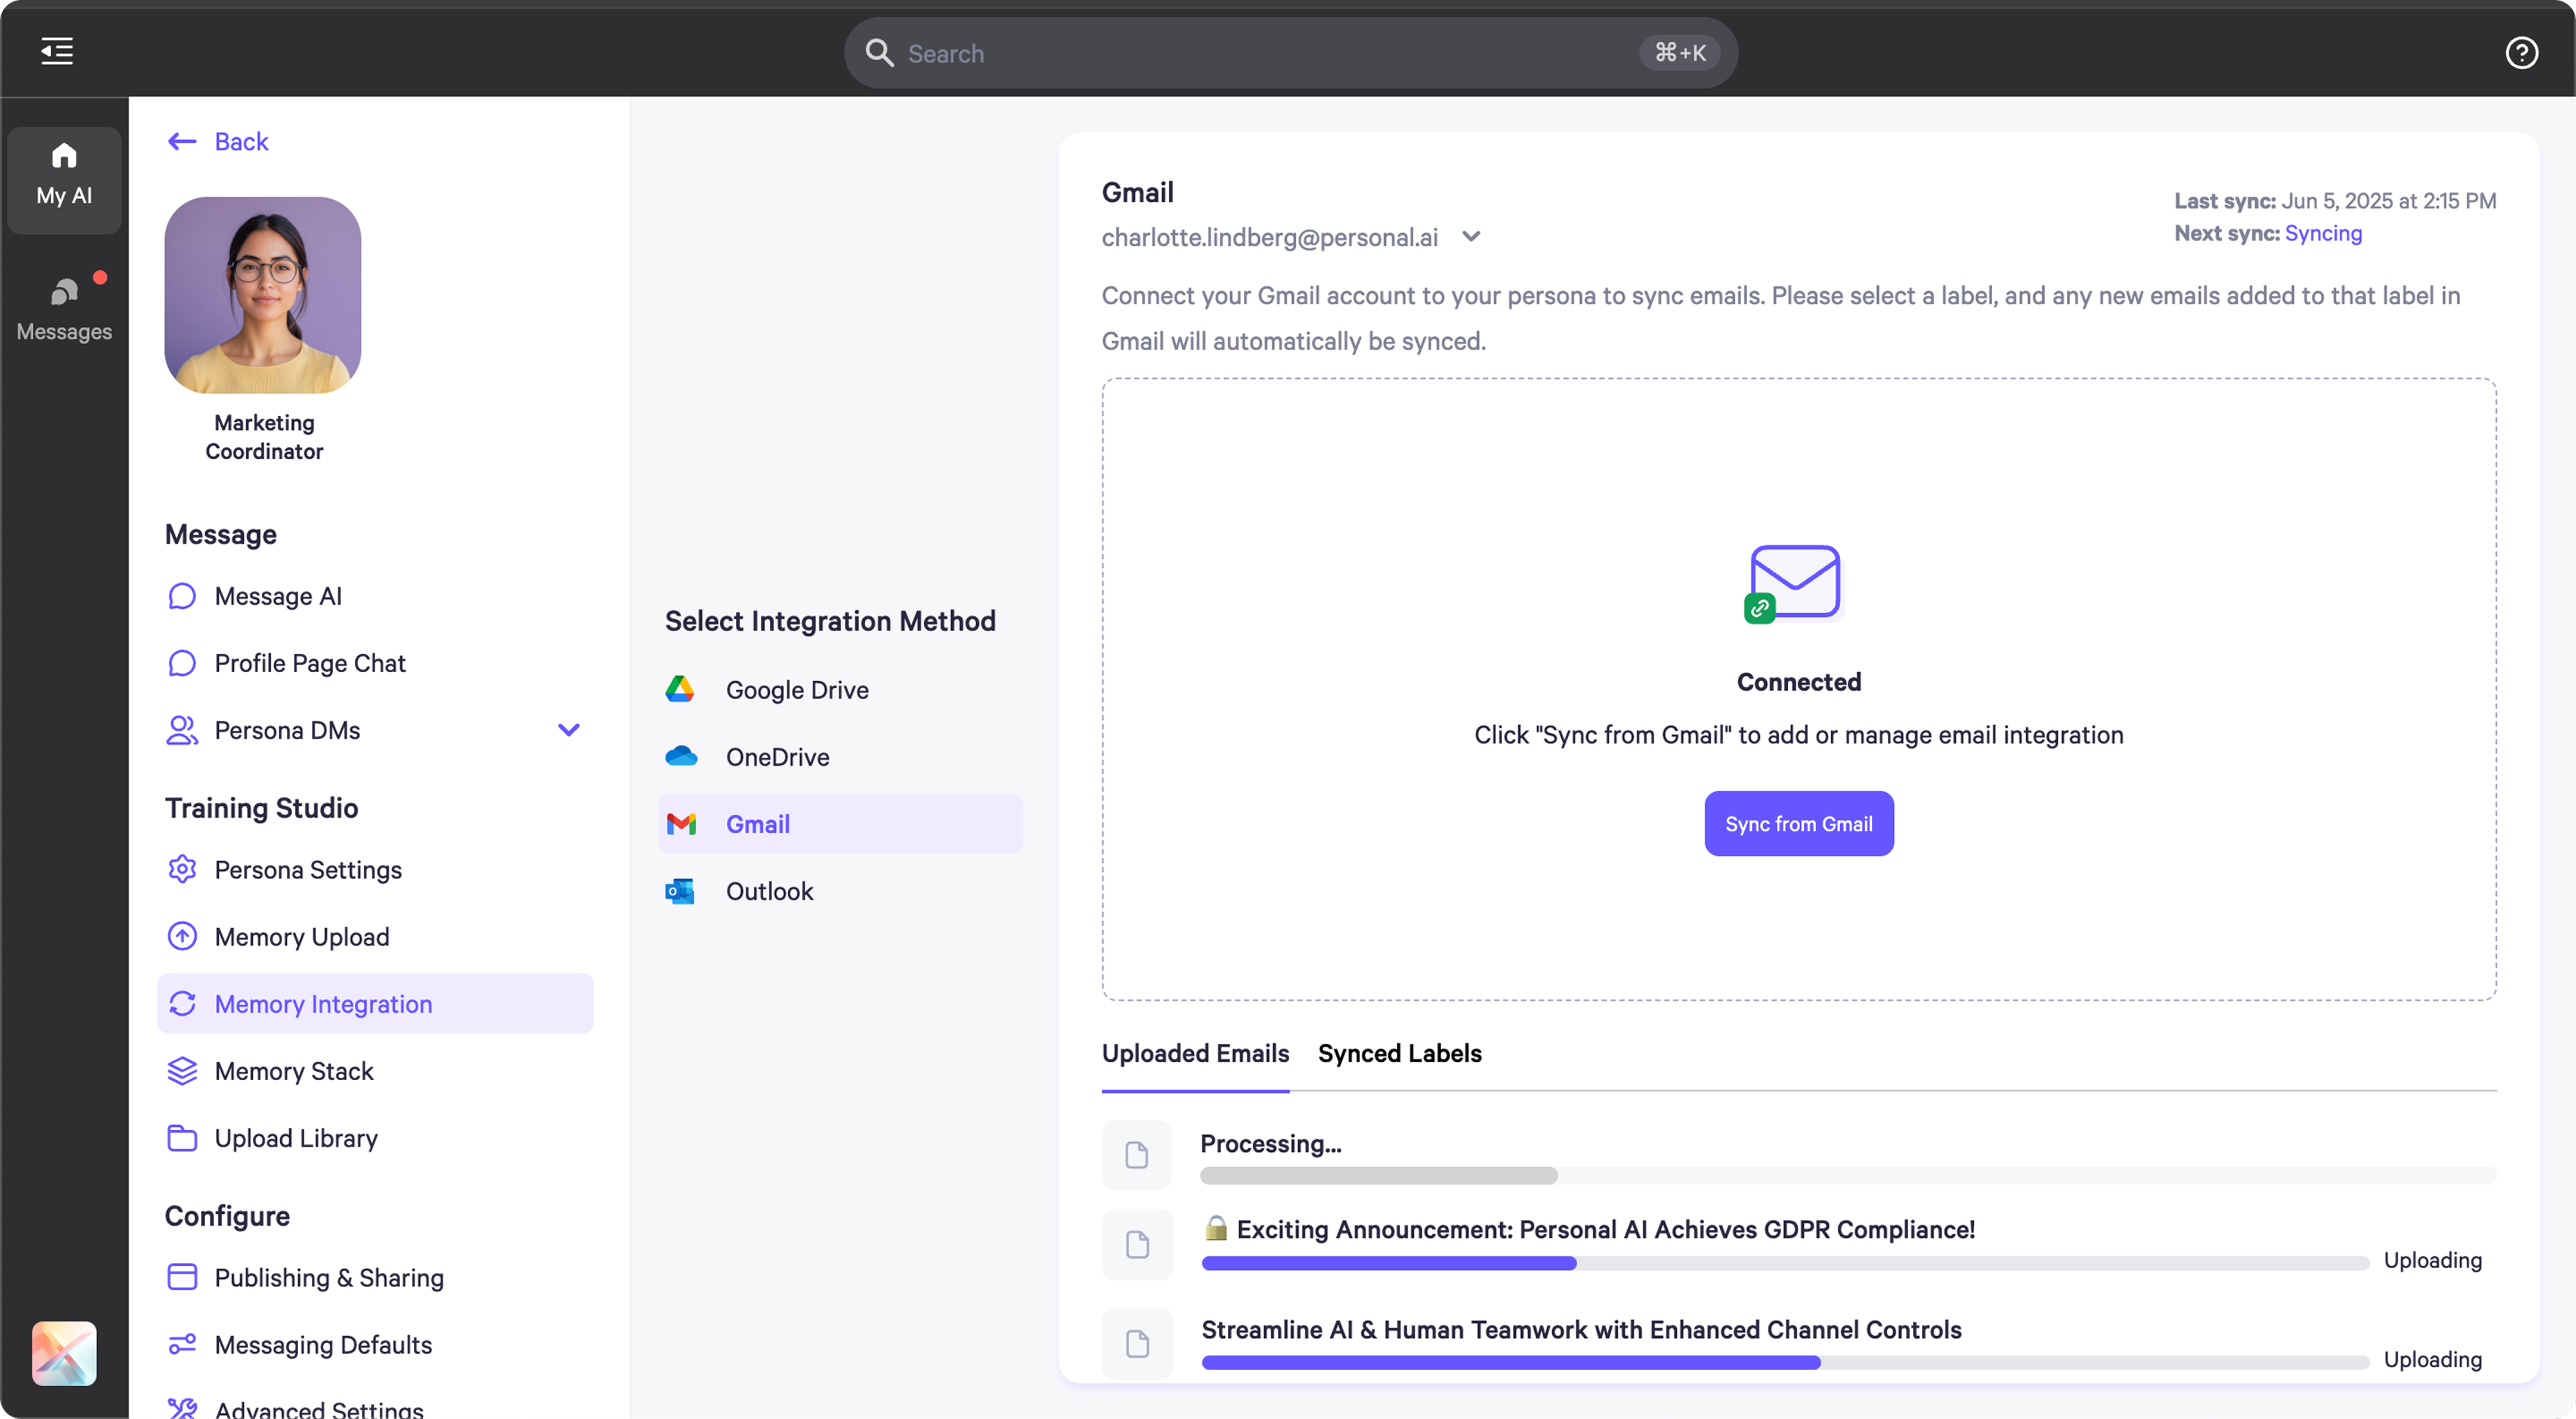 Search
⌘+K
My AI
Messages
Back
Marketing
Coordinator
Message
Message AI
Profile Page Chat
Persona DMs
Training Studio
Persona Settings
Memory Upload
Memory Integration
Memory Stack
Upload Library
Configure
Publishing & Sharing
Messaging Defaults
Advanced Settings
Select Integration Method
Google Drive
OneDrive
Gmail
Outlook
Gmail
charlotte.lindberg@personal.ai
Last sync: Jun 5, 2025 at 2:15 PM
Next sync: Syncing
Connect your Gmail account to your persona to sync emails. Please select a label, and any new emails added to that label in
Gmail will automatically be synced.
Connected
Click "Sync from Gmail" to add or manage email integration
Sync from Gmail
Uploaded Emails
Synced Labels
Processing...
🔒 Exciting Announcement: Personal AI Achieves GDPR Compliance!
Uploading
Streamline AI & Human Teamwork with Enhanced Channel Controls
Uploading